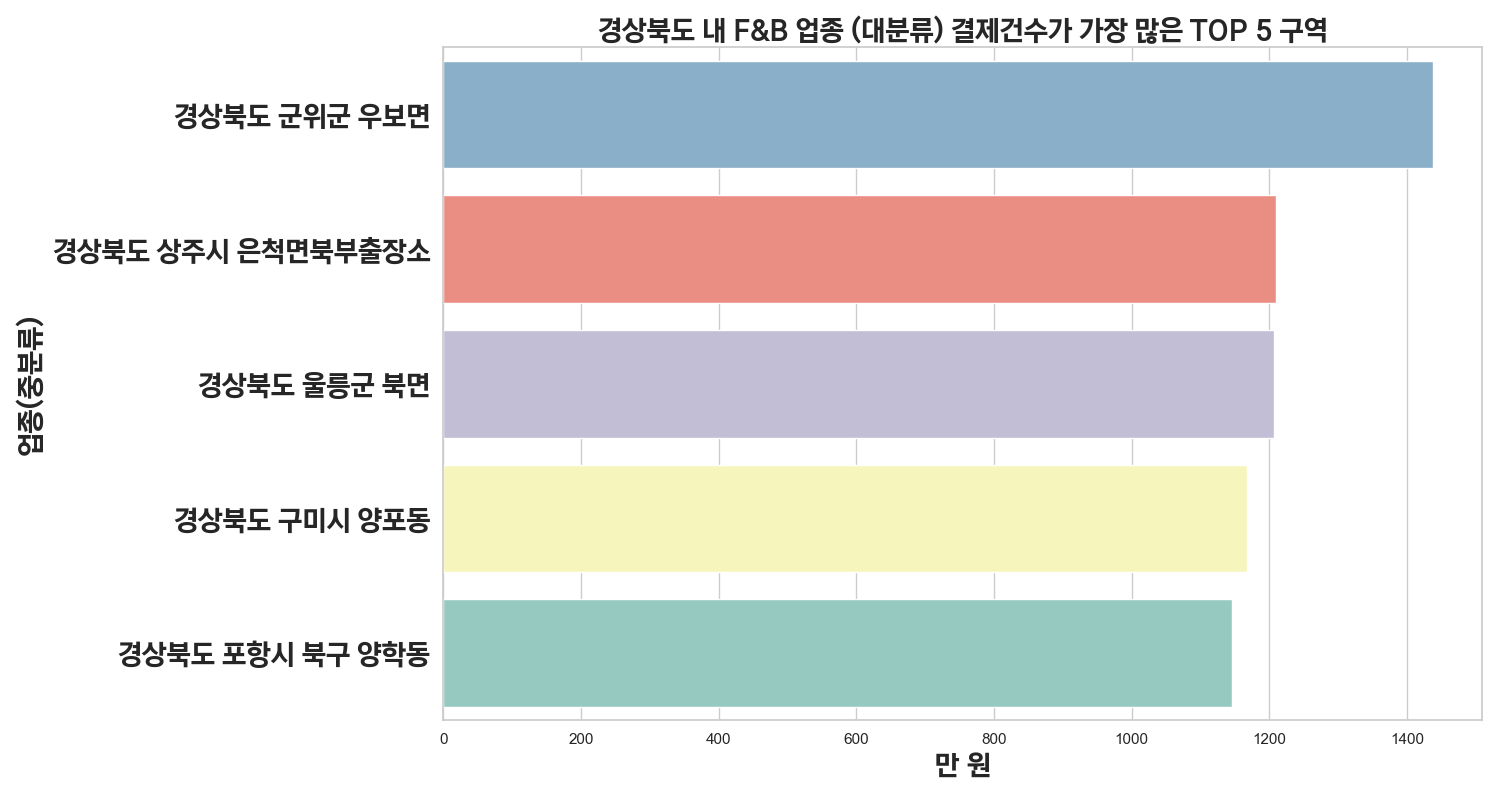 경상북도 내 F&B 업종 (대분류) 결제건수가 가장 많은 TOP 5 구역
업종(중분류)
경상북도 군위군 우보면
경상북도 상주시 은척면북부출장소
경상북도 울릉군 북면
경상북도 구미시 양포동
경상북도 포항시 북구 양학동
0 200 400 600 800 1000 1200 1400
만 원